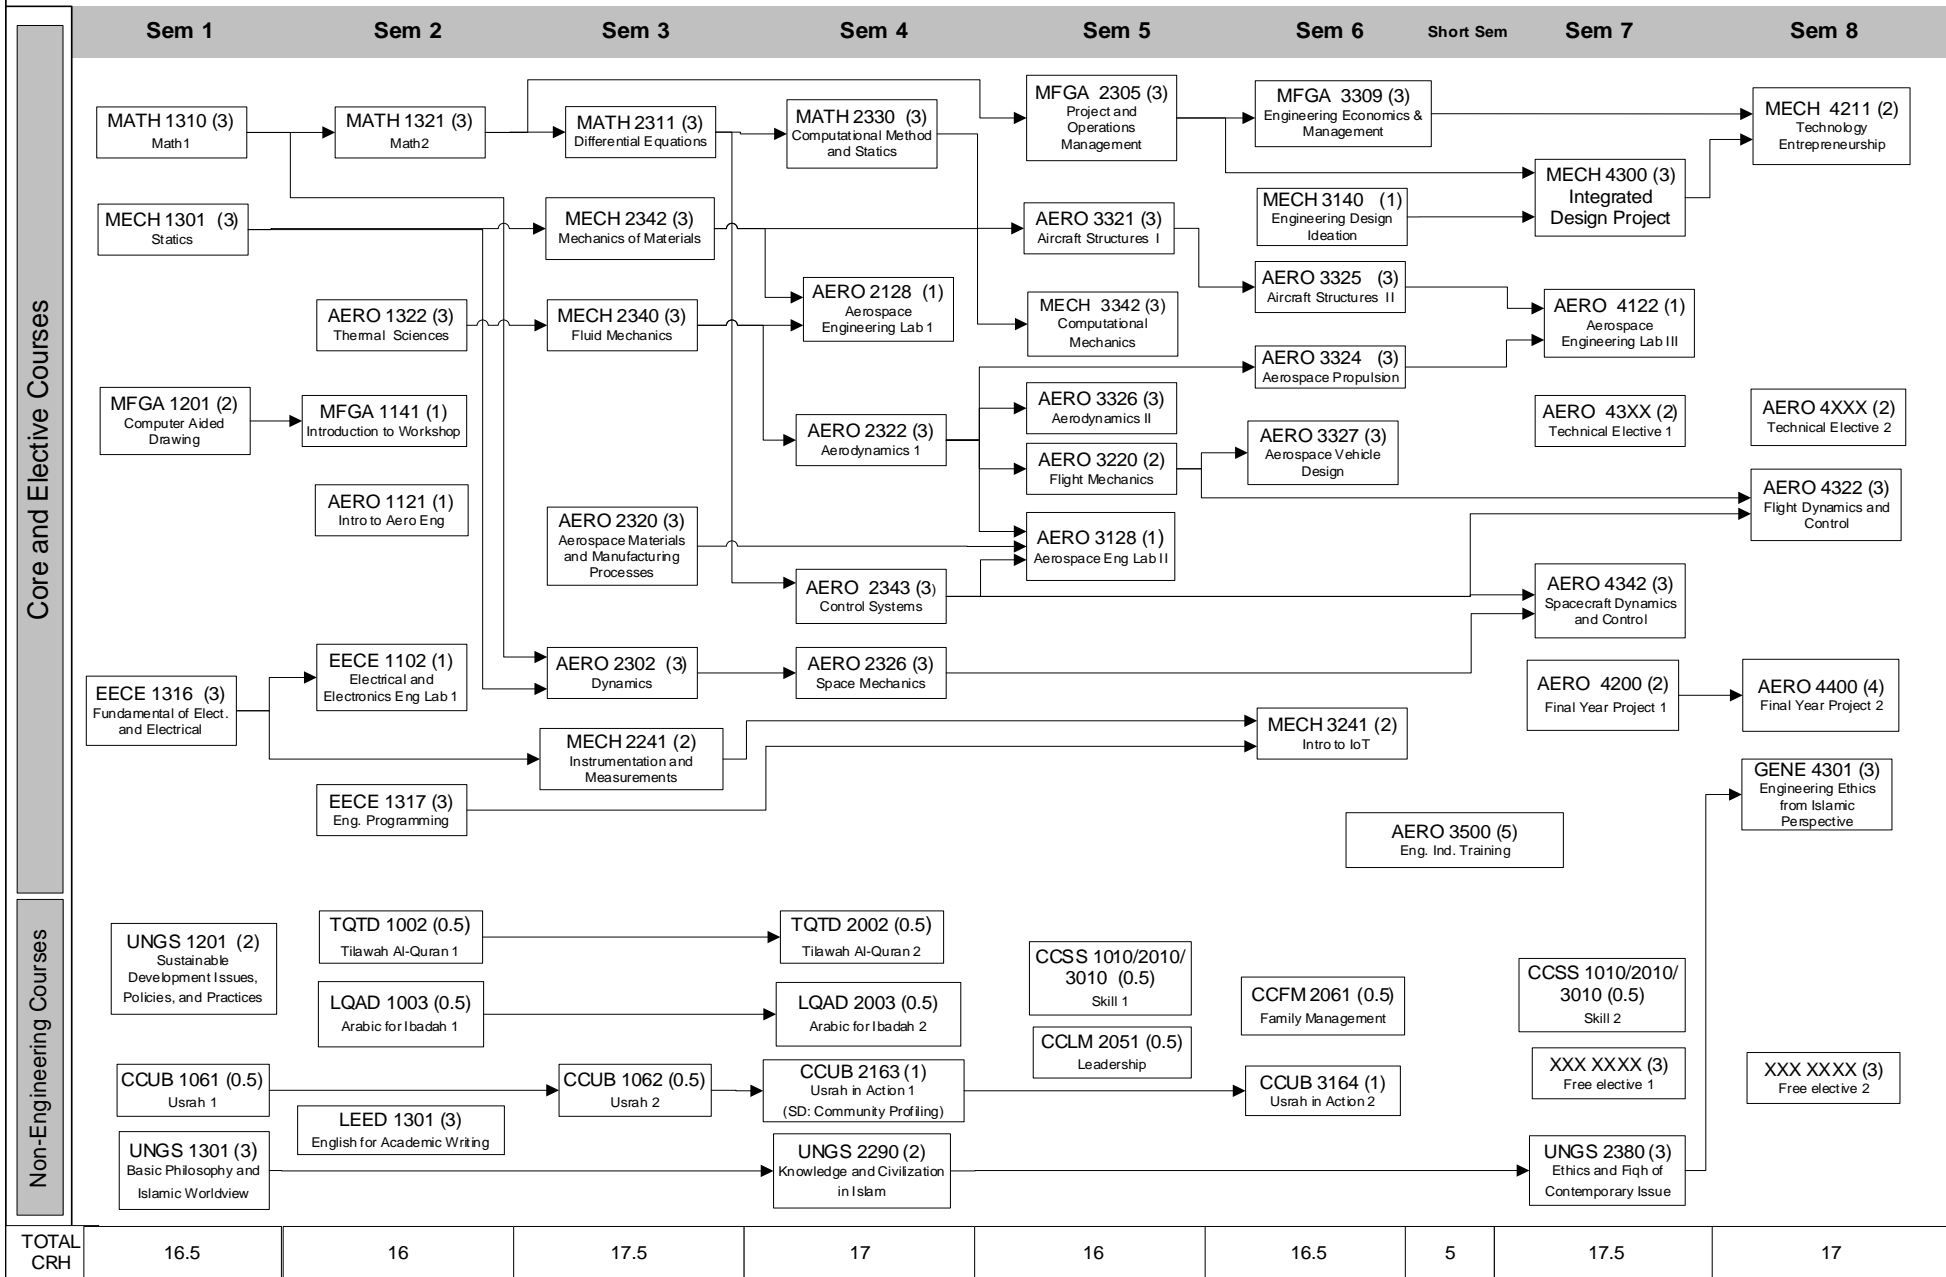 Sem 1
Sem 2
Sem 3
Sem 4
Sem 5
Sem 6
Short Sem
Sem 7
Sem 8
Core and Elective Courses
MATH 1310 (3)
Math1
MECH 1301 (3)
Statics
MFGA 1201 (2)
Computer Aided
Drawing
EECE 1316 (3)
Fundamental of Elect.
and Electrical
MATH 1321 (3)
Math2
AERO 1322 (3)
Thermal Sciences
MFGA 1141 (1)
Introduction to Workshop
AERO 1121 (1)
Intro to Aero Eng
EECE 1102 (1)
Electrical and
Electronics Eng Lab 1
EECE 1317 (3)
Eng. Programming
MATH 2311 (3)
Differential Equations
MECH 2342 (3)
Mechanics of Materials
MECH 2340 (3)
Fluid Mechanics
AERO 2320 (3)
Aerospace Materials
and Manufacturing
Processes
AERO 2302 (3)
Dynamics
MECH 2241 (2)
Instrumentation and
Measurements
MATH 2330 (3)
Computational Method
and Statics
AERO 2128 (1)
Aerospace
Engineering Lab 1
AERO 2322 (3)
Aerodynamics 1
AERO 2343 (3)
Control Systems
AERO 2326 (3)
Space Mechanics
MFGA 2305 (3)
Project and
Operations
Management
AERO 3321 (3)
Aircraft Structures I
MECH 3342 (3)
Computational
Mechanics
AERO 3326 (3)
Aerodynamics II
AERO 3220 (2)
Flight Mechanics
AERO 3128 (1)
Aerospace Eng Lab II
MFGA 3309 (3)
Engineering Economics &
Management
MECH 3140 (1)
Engineering Design
Ideation
AERO 3325 (3)
Aircraft Structures II
AERO 3324 (3)
Aerospace Propulsion
AERO 3327 (3)
Aerospace Vehicle
Design
MECH 3241 (2)
Intro to IoT
AERO 3500 (5)
Eng. Ind. Training
MECH 4300 (3)
Integrated
Design Project
AERO 4122 (1)
Aerospace
Engineering Lab III
AERO 43XX (2)
Technical Elective 1
AERO 4342 (3)
Spacecraft Dynamics
and Control
AERO 4200 (2)
Final Year Project 1
MECH 4211 (2)
Technology
Entrepreneurship
AERO 4XXX (2)
Technical Elective 2
AERO 4322 (3)
Flight Dynamics and
Control
AERO 4400 (4)
Final Year Project 2
GENE 4301 (3)
Engineering Ethics
from Islamic
Perspective
Non-Engineering Courses
UNGS 1201 (2)
Sustainable
Development Issues,
Policies, and Practices
CCUB 1061 (0.5)
Usrah 1
UNGS 1301 (3)
Basic Philosophy and
Islamic Worldview
TQTD 1002 (0.5)
Tilawah Al-Quran 1
LQAD 1003 (0.5)
Arabic for Ibadah 1
LEED 1301 (3)
English for Academic Writing
CCUB 1062 (0.5)
Usrah 2
TQTD 2002 (0.5)
Tilawah Al-Quran 2
LQAD 2003 (0.5)
Arabic for Ibadah 2
CCUB 2163 (1)
Usrah in Action 1
(SD: Community Profiling)
UNGS 2290 (2)
Knowledge and Civilization
in Islam
CCSS 1010/2010/
3010 (0.5)
Skill 1
CCLM 2051 (0.5)
Leadership
CCFM 2061 (0.5)
Family Management
CCUB 3164 (1)
Usrah in Action 2
CCSS 1010/2010/
3010 (0.5)
Skill 2
XXX XXXX (3)
Free elective 1
UNGS 2380 (3)
Ethics and Fiqh of
Contemporary Issue
XXX XXXX (3)
Free elective 2
TOTAL
CRH
16.5
16
17.5
17
16
16.5
5
17.5
17